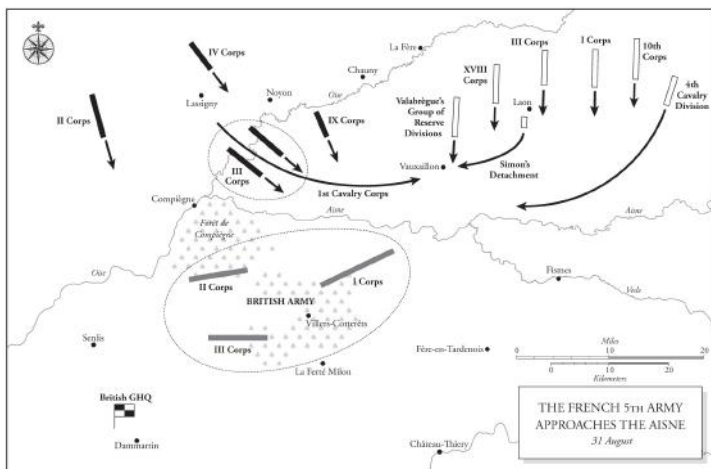 IV Corps
La Fère
III Corps
I Corps
10th
Corps
Chauny
Oise
XVIII
Corps
4th
Cavalry
Division
Lassigny
Noyon
II Corps
IX Corps
Valabrègue's
Group of
Reserve
Divisions
Laon
III
Corps
Vauxaillon
Simon's
Detachment
1st Cavalry Corps
Compiègne
Aisne
Aisne
Forêt de
Compiègne
Oise
II Corps
I Corps
Fismes
BRITISH ARMY
Vesle
Villers-Cotterêts
Senlis
III Corps
Fère-en-Tardenois
La Ferté Milon
Miles
0 10 20
0 10 20
Kilometers
British GHQ
Dammartin
Château-Thiery
THE FRENCH 5TH ARMY
APPROACHES THE AISNE
31 August